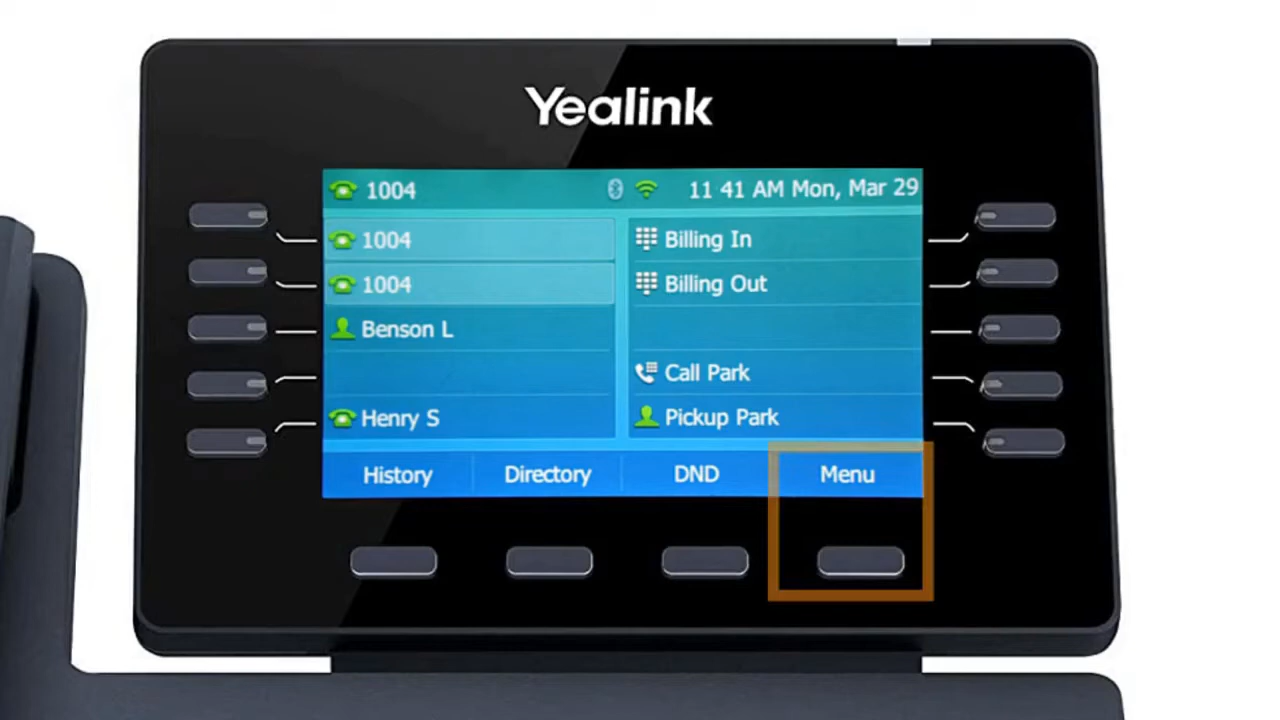 Yealink
1004
11 41 AM Mon, Mar 29
1004
1004
Benson L
Henry S
Billing In
Billing Out
Call Park
Pickup Park
History
Directory
DND
Menu